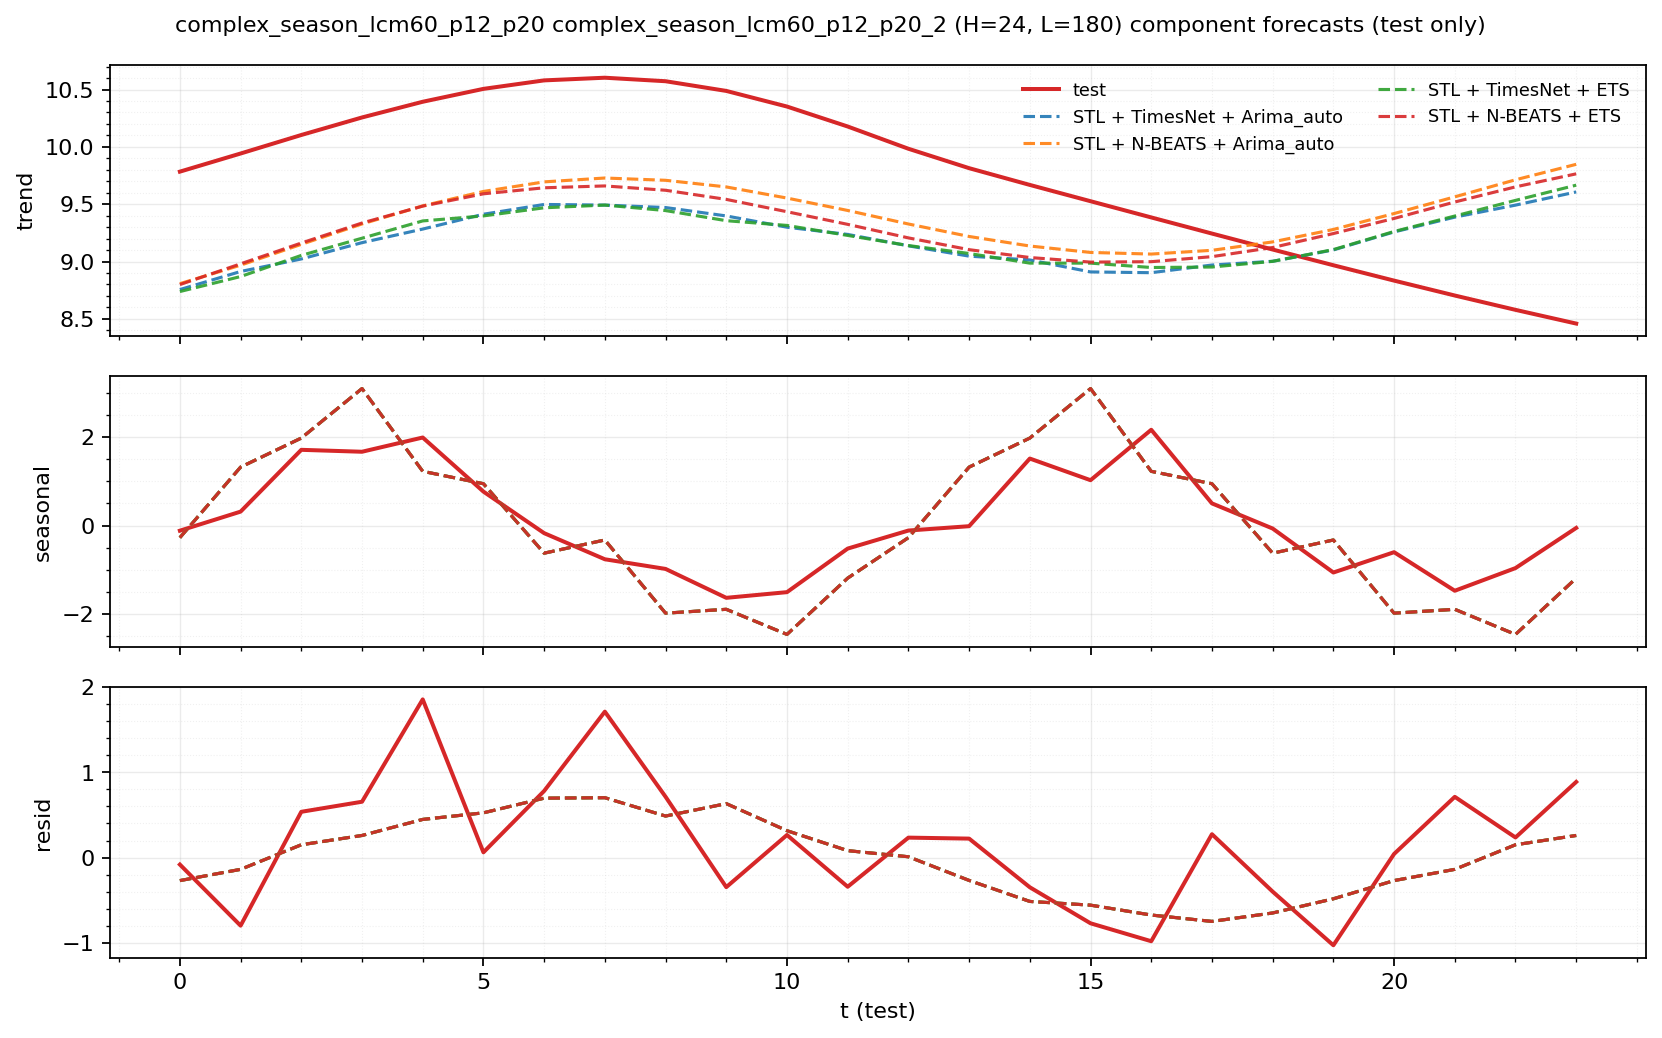 complex_season_lcm60_p12_p20 complex_season_lcm60_p12_p20_2 (H=24, L=180) component forecasts (test only)
trend
10.5
10.0
9.5
9.0
8.5
test
STL + TimesNet + Arima_auto
STL + N-BEATS + Arima_auto
STL + TimesNet + ETS
STL + N-BEATS + ETS
seasonal
2
0
−2
resid
2
1
0
−1
0
5
10
15
20
t (test)